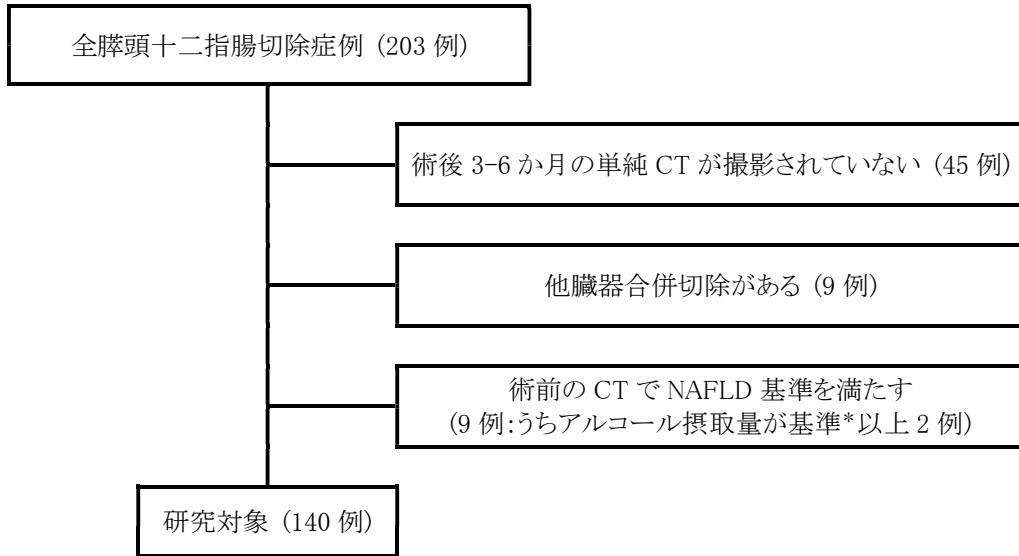 全膵頭十二指腸切除症例 (203 例)
術後 3-6 か月の単純 CT が撮影されていない (45 例)
他臓器合併切除がある (9 例)
術前の CT で NAFLD 基準を満たす
(9 例:うちアルコール摂取量が基準*以上 2 例)
研究対象 (140 例)